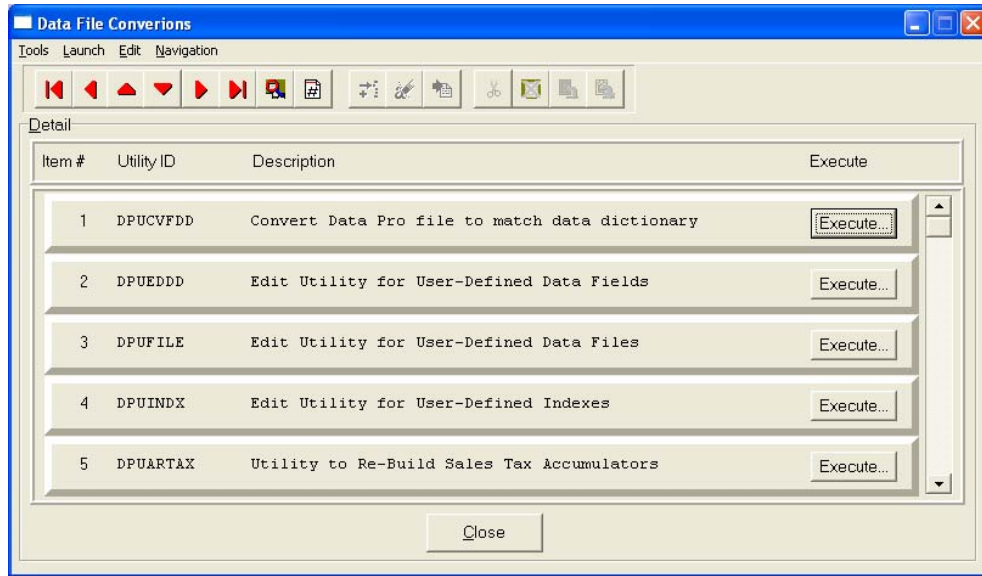 Data File Converions
Tools Launch Edit Navigation
#
Detail
Item # Utility ID Description Execute
1 DPUCVFDD Convert Data Pro file to match data dictionary Execute...
2 DPUEDDD Edit Utility for User-Defined Data Fields Execute...
3 DPUFILE Edit Utility for User-Defined Data Files Execute...
4 DPUINDX Edit Utility for User-Defined Indexes Execute...
5 DPUARTAX Utility to Re-Build Sales Tax Accumulators Execute...
Close